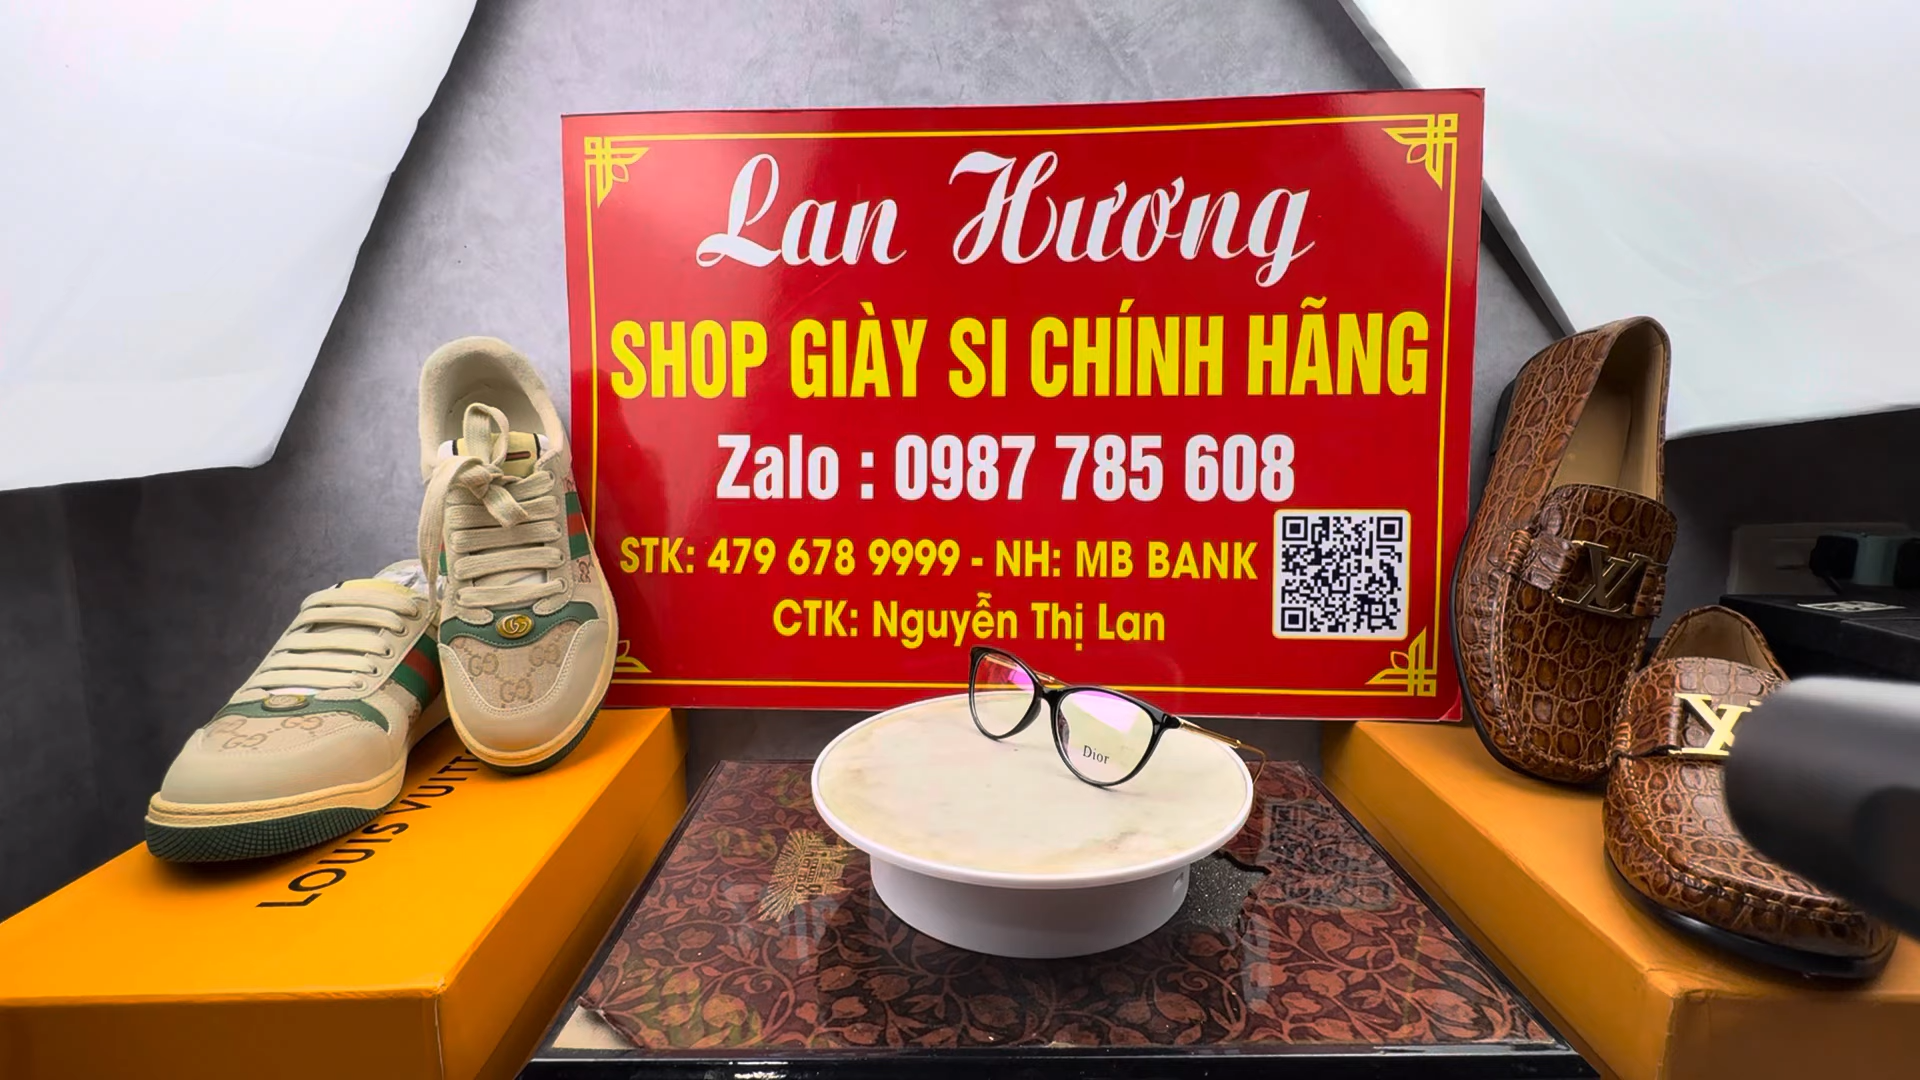 Lan Hương
SHOP GIÀY SI CHÍNH HÃNG
Zalo : 0987 785 608
STK: 479 678 9999 - NH: MB BANK
CTK: Nguyễn Thị Lan
Dior
LOUIS VUITT